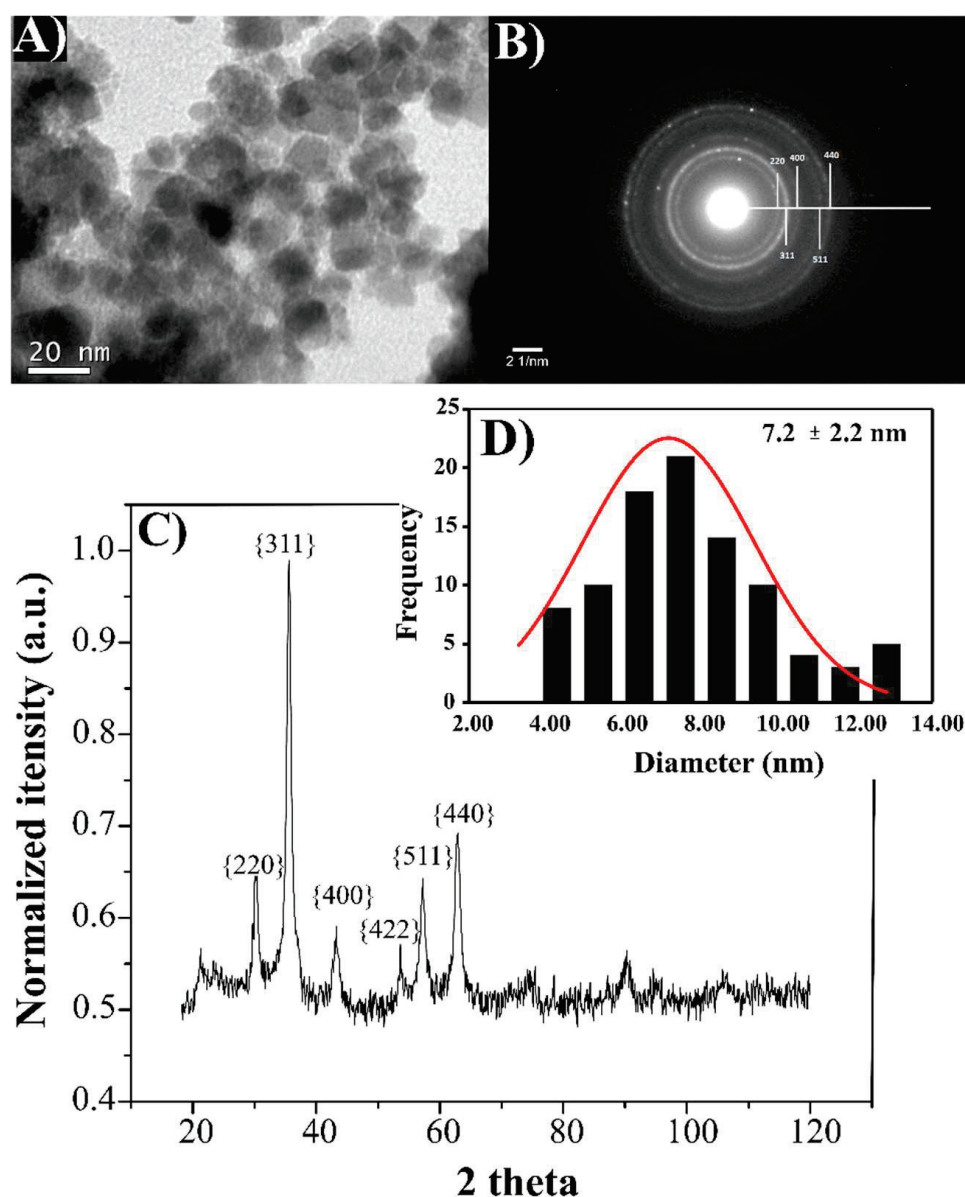 A)
20 nm
B)
220 400 440
311 511
2 1/nm
C)
{311}
{220}
{400}
{422}
{511}
{440}
Normalized itensity (a.u.)
1.0
0.9
0.8
0.7
0.6
0.5
0.4
20 40 60 80 100 120
2 theta
D)
7.2 ± 2.2 nm
Frequency
25
20
15
10
5
0
2.00 4.00 6.00 8.00 10.00 12.00 14.00
Diameter (nm)